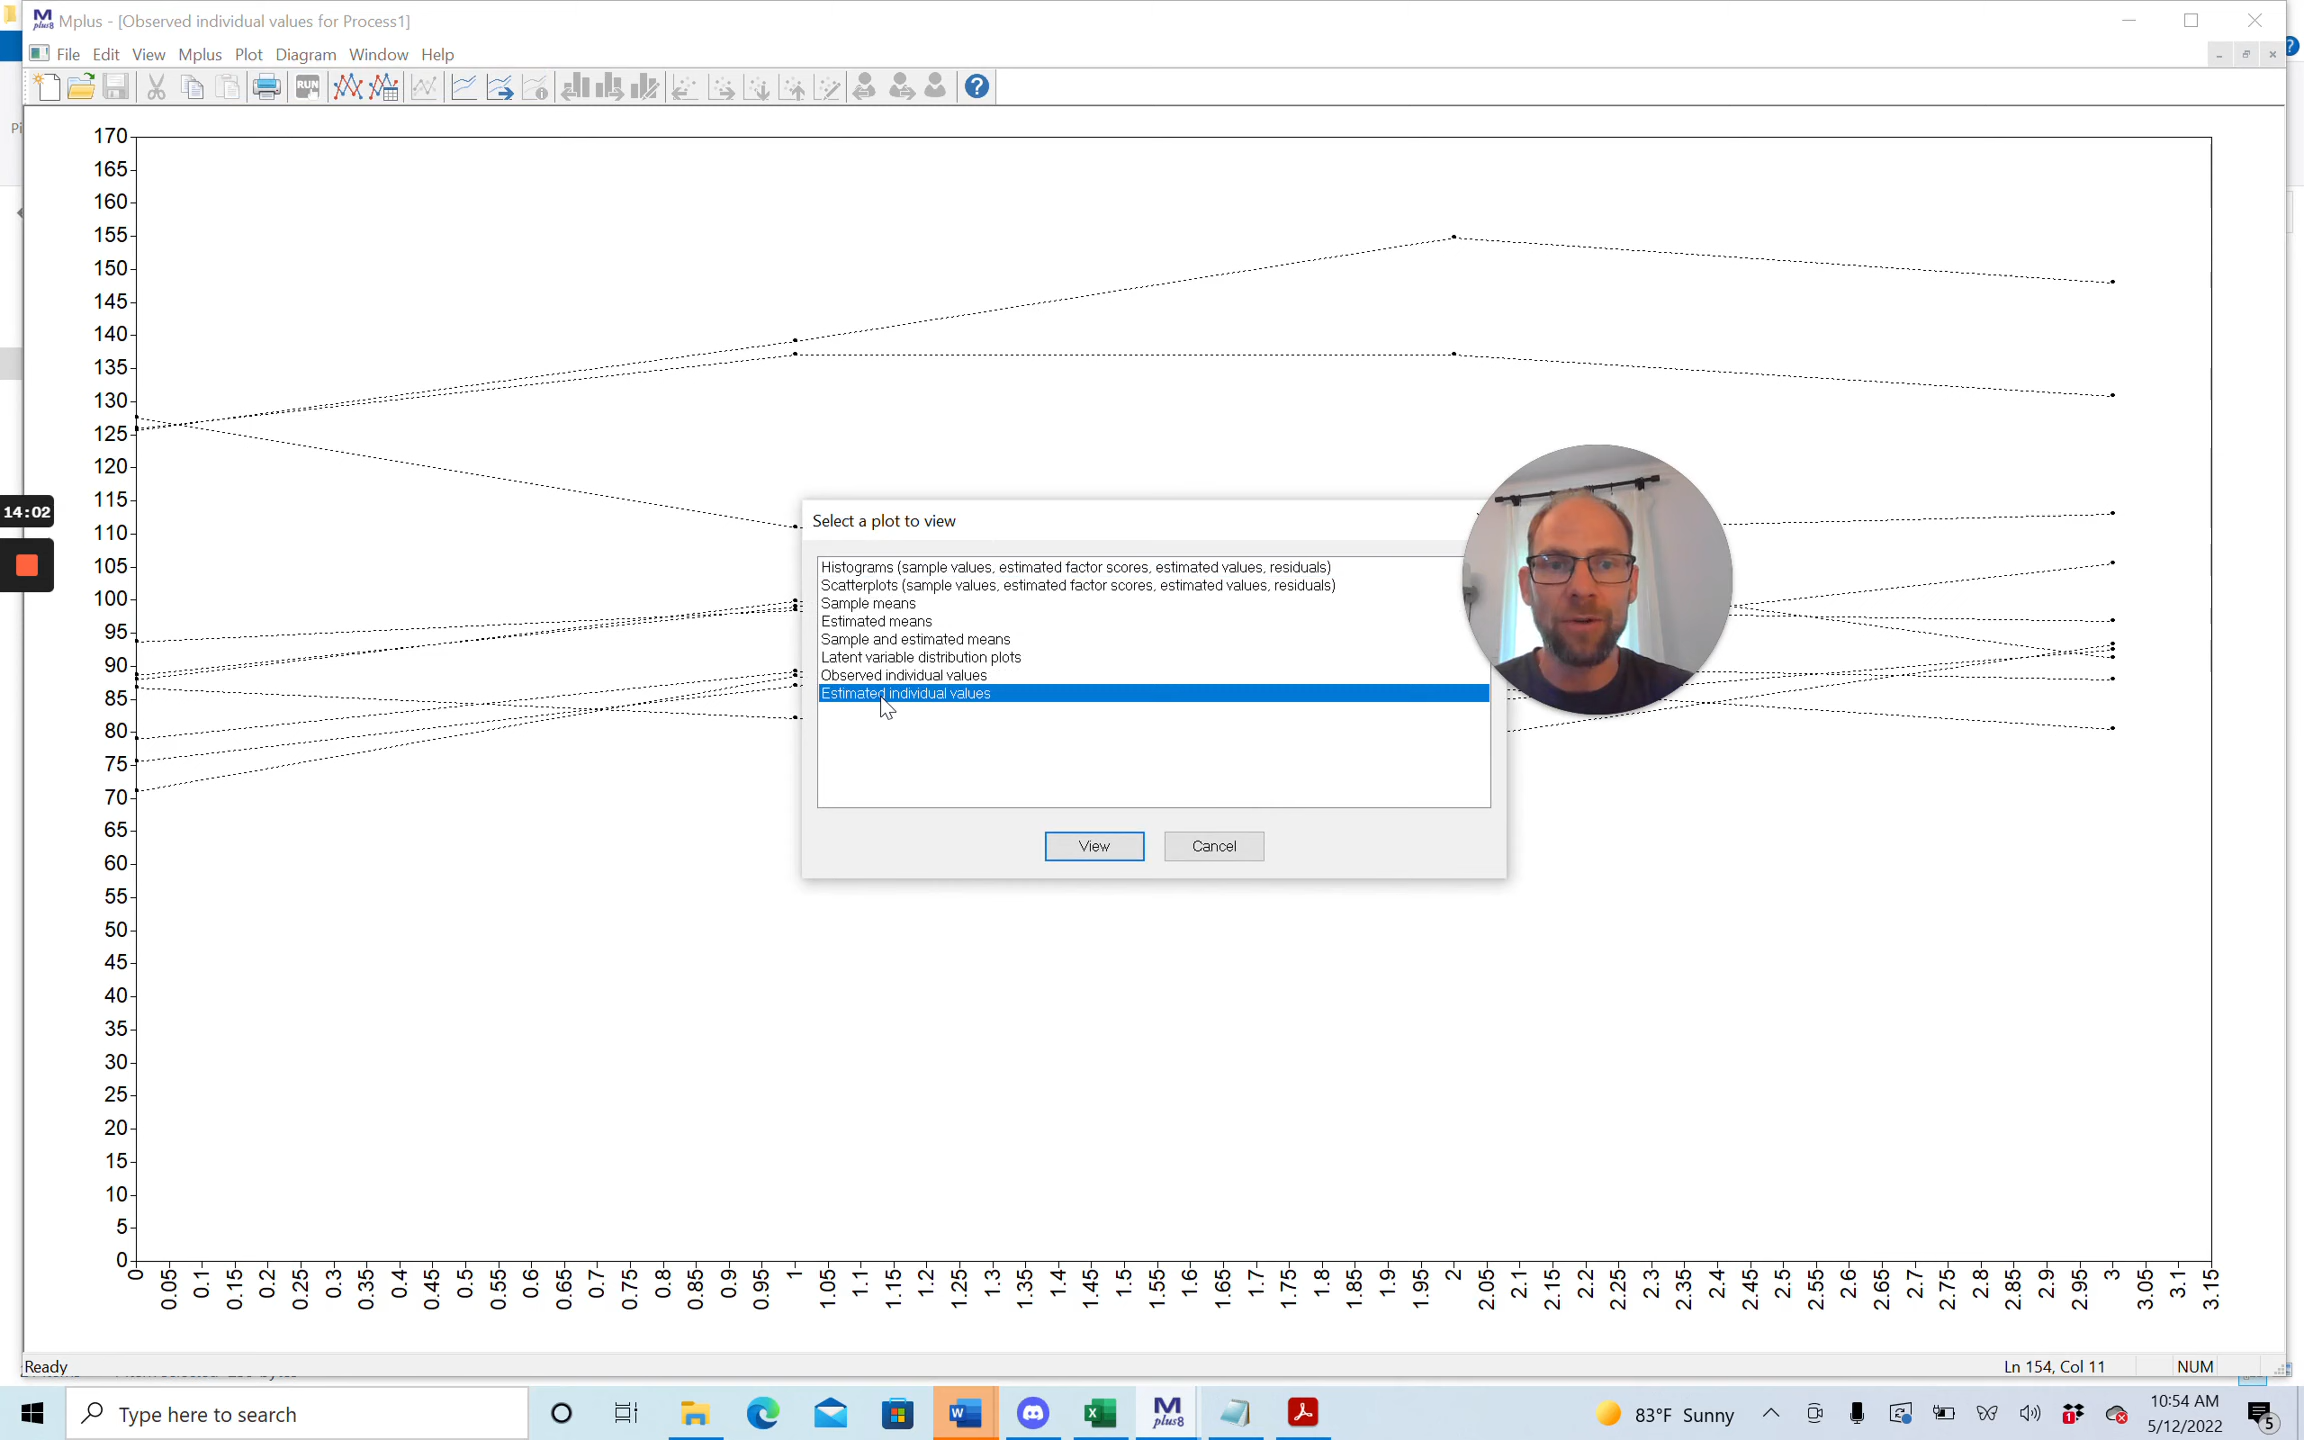 Mplus - [Observed individual values for Process1]
File Edit View Mplus Plot Diagram Window Help
RUN
170
165
160
155
150
145
140
135
130
125
120
115
110
105
100
95
90
85
80
75
70
65
60
55
50
45
40
35
30
25
20
15
10
5
0
14:02
Select a plot to view
Histograms (sample values, estimated factor scores, estimated values, residuals)
Scatterplots (sample values, estimated factor scores, estimated values, residuals)
Sample means
Estimated means
Sample and estimated means
Latent variable distribution plots
Observed individual values
Estimated individual values
View Cancel
0 0.05 0.1 0.15 0.2 0.25 0.3 0.35 0.4 0.45 0.5 0.55 0.6 0.65 0.7 0.75 0.8 0.85 0.9 0.95 1 1.05 1.1 1.15 1.2 1.25 1.3 1.35 1.4 1.45 1.5 1.55 1.6 1.65 1.7 1.75 1.8 1.85 1.9 1.95 2 2.05 2.1 2.15 2.2 2.25 2.3 2.35 2.4 2.45 2.5 2.55 2.6 2.65 2.7 2.75 2.8 2.85 2.9 2.95 3 3.05 3.1 3.15
Ready Ln 154, Col 11 NUM
Type here to search 83°F Sunny 10:54 AM
5/12/2022